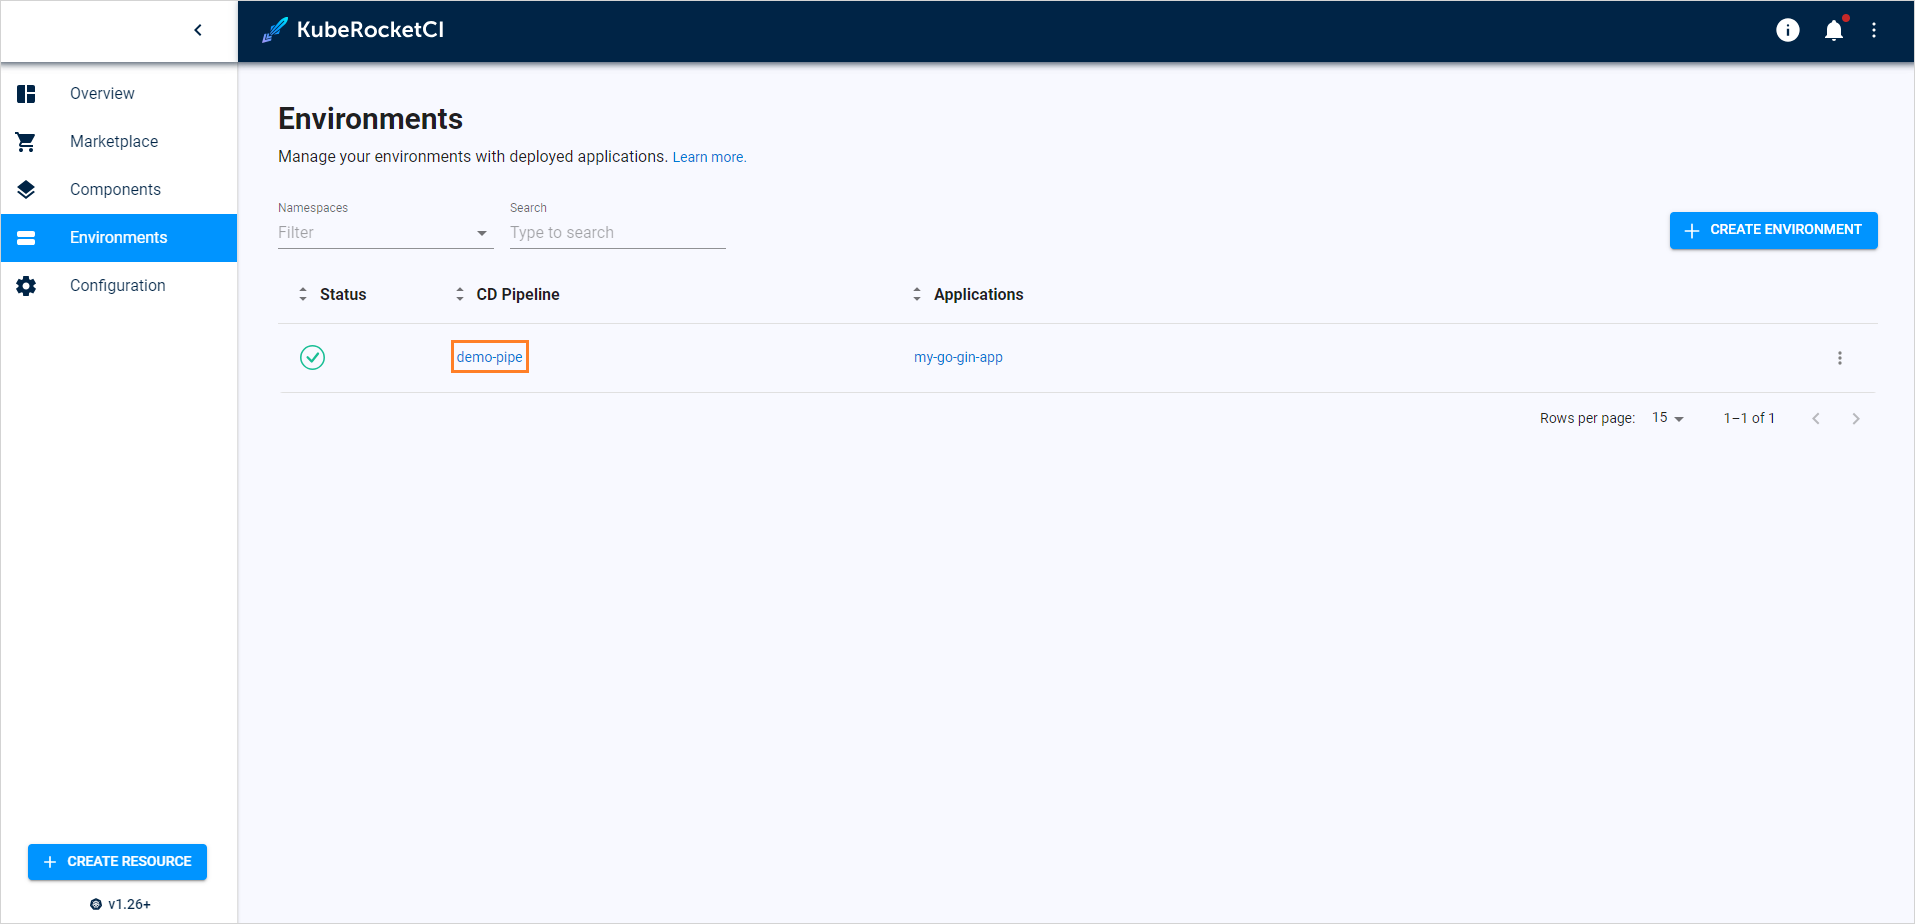 KubeRocketCI
Overview
Marketplace
Components
Environments
Configuration
Environments
Manage your environments with deployed applications. Learn more.
Namespaces
Filter
Search
Type to search
CREATE ENVIRONMENT
Status CD Pipeline Applications
demo-pipe my-go-gin-app
Rows per page: 15 1–1 of 1
CREATE RESOURCE
v1.26+